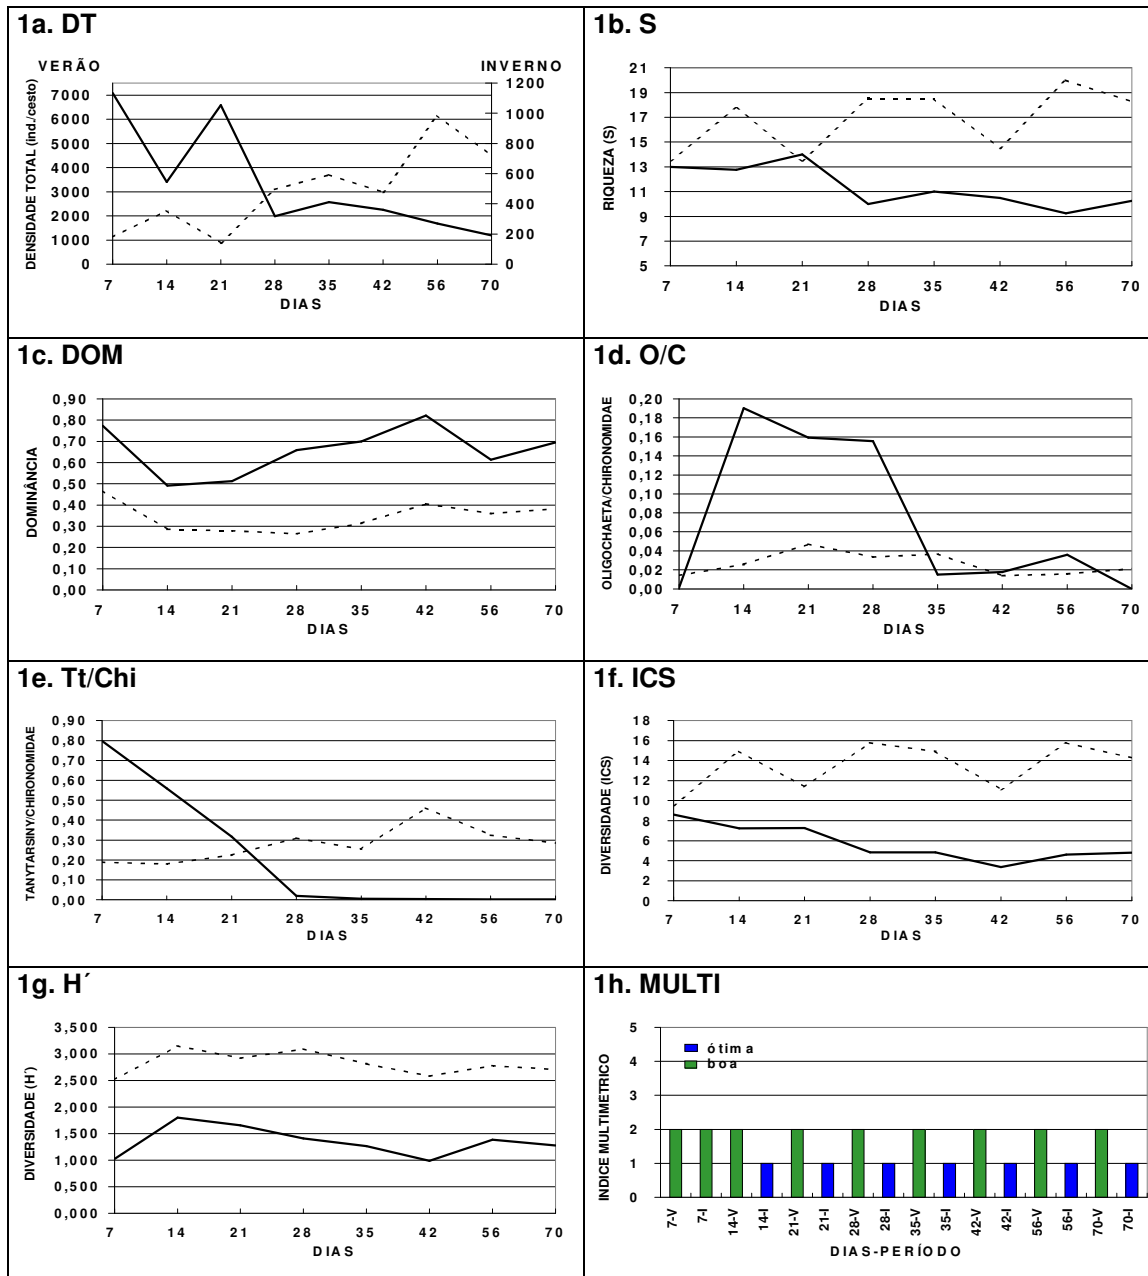 1a. DT
VERÃO
INVERNO
DENSIDADE TOTAL (ind./cesto)
7000
6000
5000
4000
3000
2000
1000
0
1200
1000
800
600
400
200
0
7 14 21 28 35 42 56 70
DIAS
1b. S
RIQUEZA (S)
21
19
17
15
13
11
9
7
5
7 14 21 28 35 42 56 70
DIAS
1c. DOM
DOMINÂNCIA
0,90
0,80
0,70
0,60
0,50
0,40
0,30
0,20
0,10
0,00
7 14 21 28 35 42 56 70
DIAS
1d. O/C
OLIGOCHAETA/CHIRONOMIDAE
0,20
0,18
0,16
0,14
0,12
0,10
0,08
0,06
0,04
0,02
0,00
7 14 21 28 35 42 56 70
DIAS
1e. Tt/Chi
TANYTARSINY/CHIRONOMIDAE
0,90
0,80
0,70
0,60
0,50
0,40
0,30
0,20
0,10
0,00
7 14 21 28 35 42 56 70
DIAS
1f. ICS
DIVERSIDADE (ICS)
18
16
14
12
10
8
6
4
2
0
7 14 21 28 35 42 56 70
DIAS
1g. H´
DIVERSIDADE (H´)
3,500
3,000
2,500
2,000
1,500
1,000
0,500
0,000
7 14 21 28 35 42 56 70
DIAS
1h. MULTI
INDICE MULTIMETRICO
5
4
3
2
1
0
ótima
boa
7-V 7-I 14-V 14-I 21-V 21-I 28-V 28-I 35-V 35-I 42-V 42-I 56-V 56-I 70-V 70-I
DIAS-PERÍODO